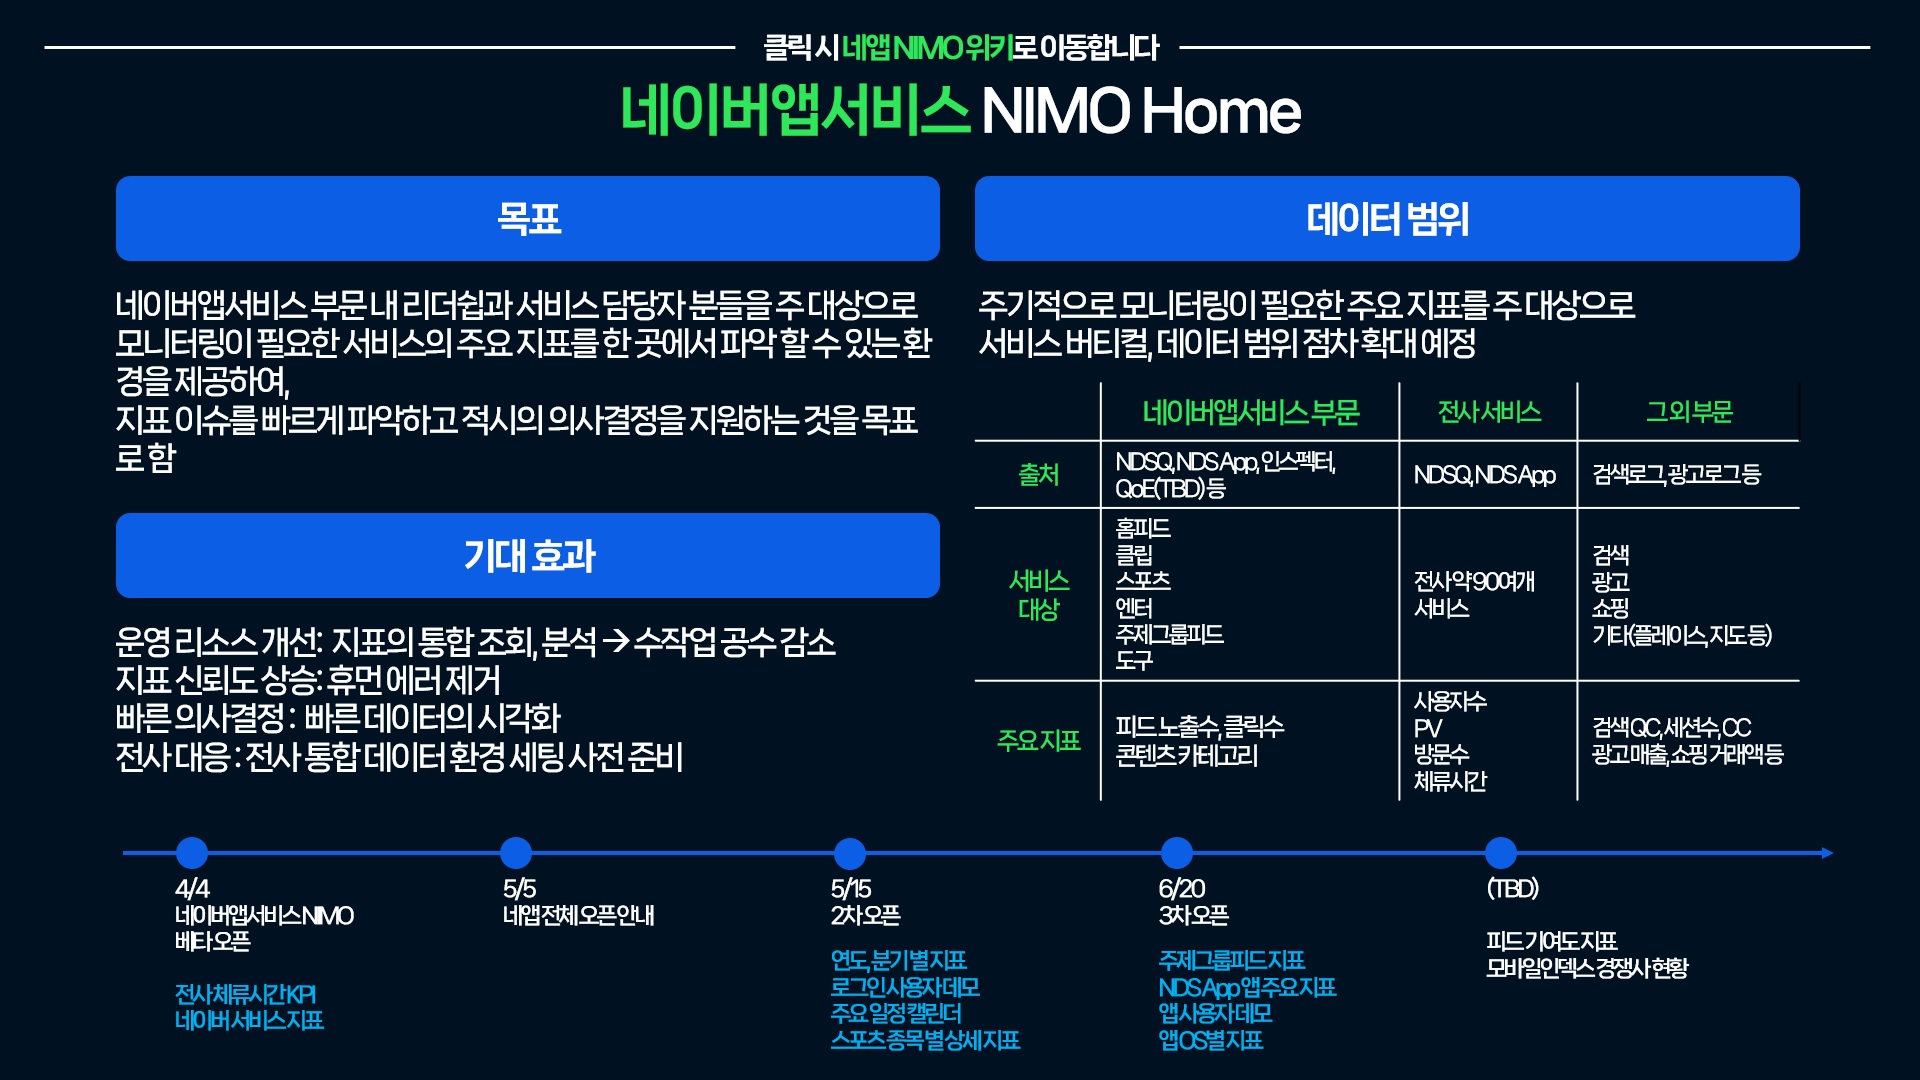 클릭 시 네앱 NIMO 위키로 이동합니다
네이버앱서비스 NIMO Home
목표
네이버앱서비스 부문 내 리더쉽과 서비스 담당자 분들을 주 대상으로
모니터링이 필요한 서비스의 주요 지표를 한 곳에서 파악 할 수 있는 환
경을 제공하여,
지표 이슈를 빠르게 파악하고 적시의 의사결정을 지원하는 것을 목표
로 함
기대 효과
운영 리소스 개선: 지표의 통합 조회, 분석 → 수작업 공수 감소
지표 신뢰도 상승: 휴먼 에러 제거
빠른 의사결정 : 빠른 데이터의 시각화
전사 대응 : 전사 통합 데이터 환경 세팅 사전 준비
데이터 범위
주기적으로 모니터링이 필요한 주요 지표를 주 대상으로
서비스 버티컬, 데이터 범위 점차 확대 예정
네이버앱서비스 부문
전사 서비스
그 외 부문
출처
NDSQ, NDS App, 인스펙터,
QoE(TBD) 등
NDSQ, NDS App
검색로그, 광고로그 등
서비스
대상
홈피드
클립
스포츠
엔터
주제그룹피드
도구
전사 약 90여개
서비스
검색
광고
쇼핑
기타(플레이스, 지도 등)
주요 지표
피드 노출수, 클릭수
콘텐츠 카테고리
사용자수
PV
방문수
체류시간
검색 QC, 세션수, CC
광고 매출, 쇼핑 거래액 등
4/4
네이버앱서비스 NIMO
베타 오픈
전사 체류시간 KPI
네이버 서비스 지표
5/5
네앱 전체 오픈 안내
5/15
2차 오픈
연도, 분기 별 지표
로그인 사용자 데모
주요 일정 캘린더
스포츠 종목 별 상세 지표
6/20
3차 오픈
주제그룹피드 지표
NDS App 앱 주요 지표
앱 사용자 데모
앱 OS별 지표
(TBD)
피드 기여도 지표
모바일인덱스 경쟁사 현황